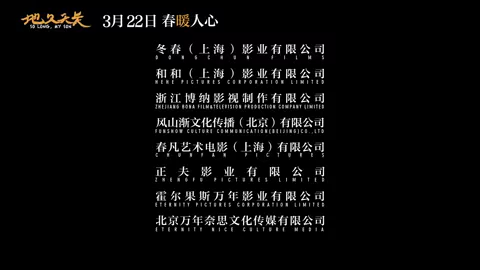 地久天长
SO LONG, MY SON
3月22日 春暖人心
冬春（上海）影业有限公司
DONGCHUN FILMS
和和（上海）影业有限公司
HEHE PICTURES CORPORATION LIMITED
浙江博纳影视制作有限公司
ZHEJIANG BONA FILM&TELEVISION PRODUCTION COMPANY LIMITED
风山渐文化传播（北京）有限公司
FUNSHOW CULTURE COMMUNICATION(BEIJING)CO.,LTD
春凡艺术电影（上海）有限公司
CHUNFAN PICTURES
正夫影业有限公司
ZHENGFU PICTURES LIMITED
霍尔果斯万年影业有限公司
ETERNITY PICTURES CORPORATION LIMITED
北京万年奈思文化传媒有限公司
ETERNITY NICE CULTURE MEDIA